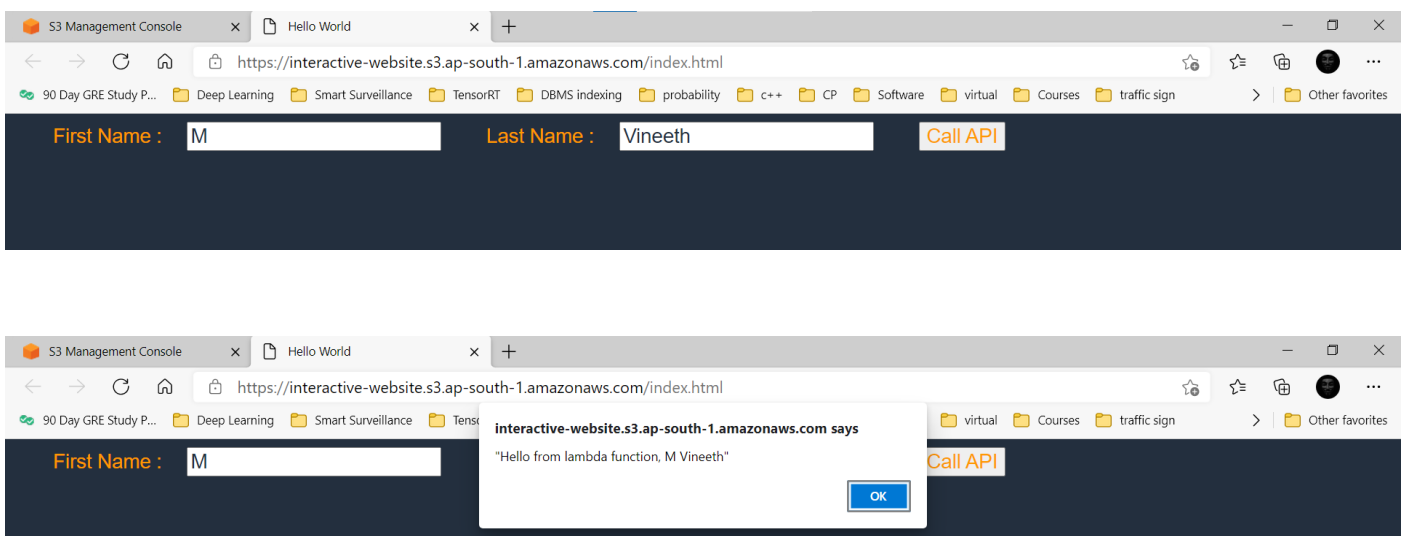 S3 Management Console Hello World
https://interactive-website.s3.ap-south-1.amazonaws.com/index.html
90 Day GRE Study P... Deep Learning Smart Surveillance TensorRT DBMS indexing probability c++ CP Software virtual Courses traffic sign Other favorites
First Name : M Last Name : Vineeth Call API
S3 Management Console Hello World
https://interactive-website.s3.ap-south-1.amazonaws.com/index.html
90 Day GRE Study P... Deep Learning Smart Surveillance Tenso virtual Courses traffic sign Other favorites
interactive-website.s3.ap-south-1.amazonaws.com says
"Hello from lambda function, M Vineeth"
First Name : M Call API
OK